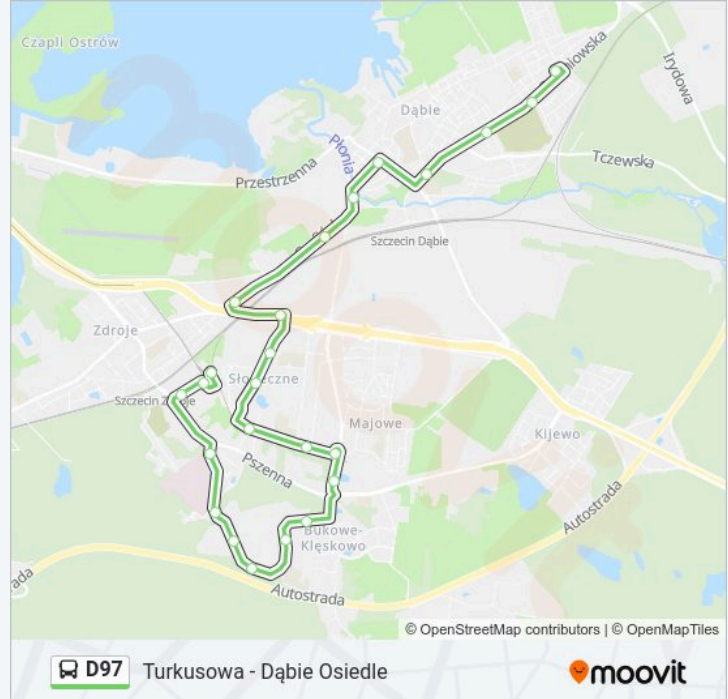 Czapli Ostrów
Irydowa
Dąbie
Płonia
Tczewska
Przestrzenna
Szczecin Dąbie
Zdroje
Majowe
Kijewo
Pszenna
Bukowe-
Klęskowo
Autostrada
Autostrada
© OpenStreetMap contributors | © OpenMapTiles
D97 Turkusowa - Dąbie Osiedle
moovit